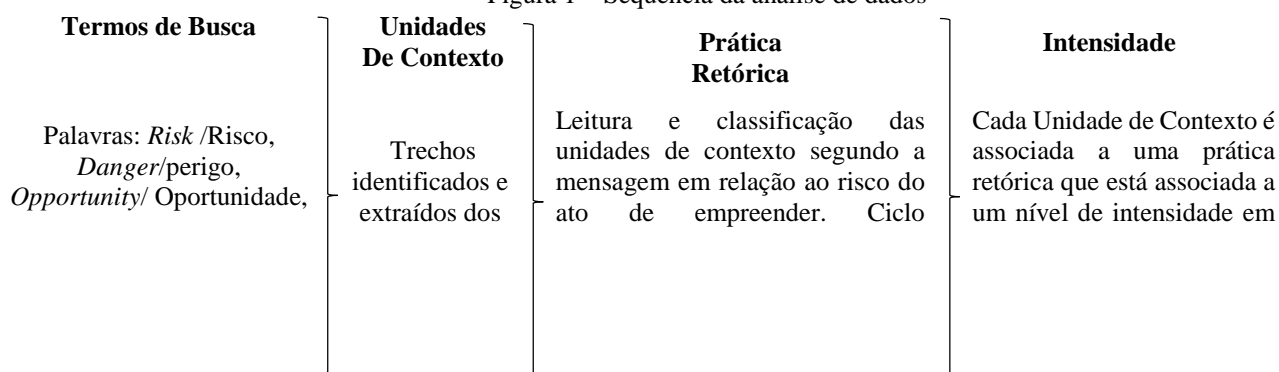 Figura 1 – Sequência da análise de dados
Termos de Busca
Palavras: Risk /Risco,
Danger/perigo,
Opportunity/ Oportunidade,
Unidades
De Contexto
Trechos
identificados e
extraídos dos
Prática
Retórica
Leitura e classificação das
unidades de contexto segundo a
mensagem em relação ao risco do
ato de empreender. Ciclo
Intensidade
Cada Unidade de Contexto é
associada a uma prática
retórica que está associada a
um nível de intensidade em